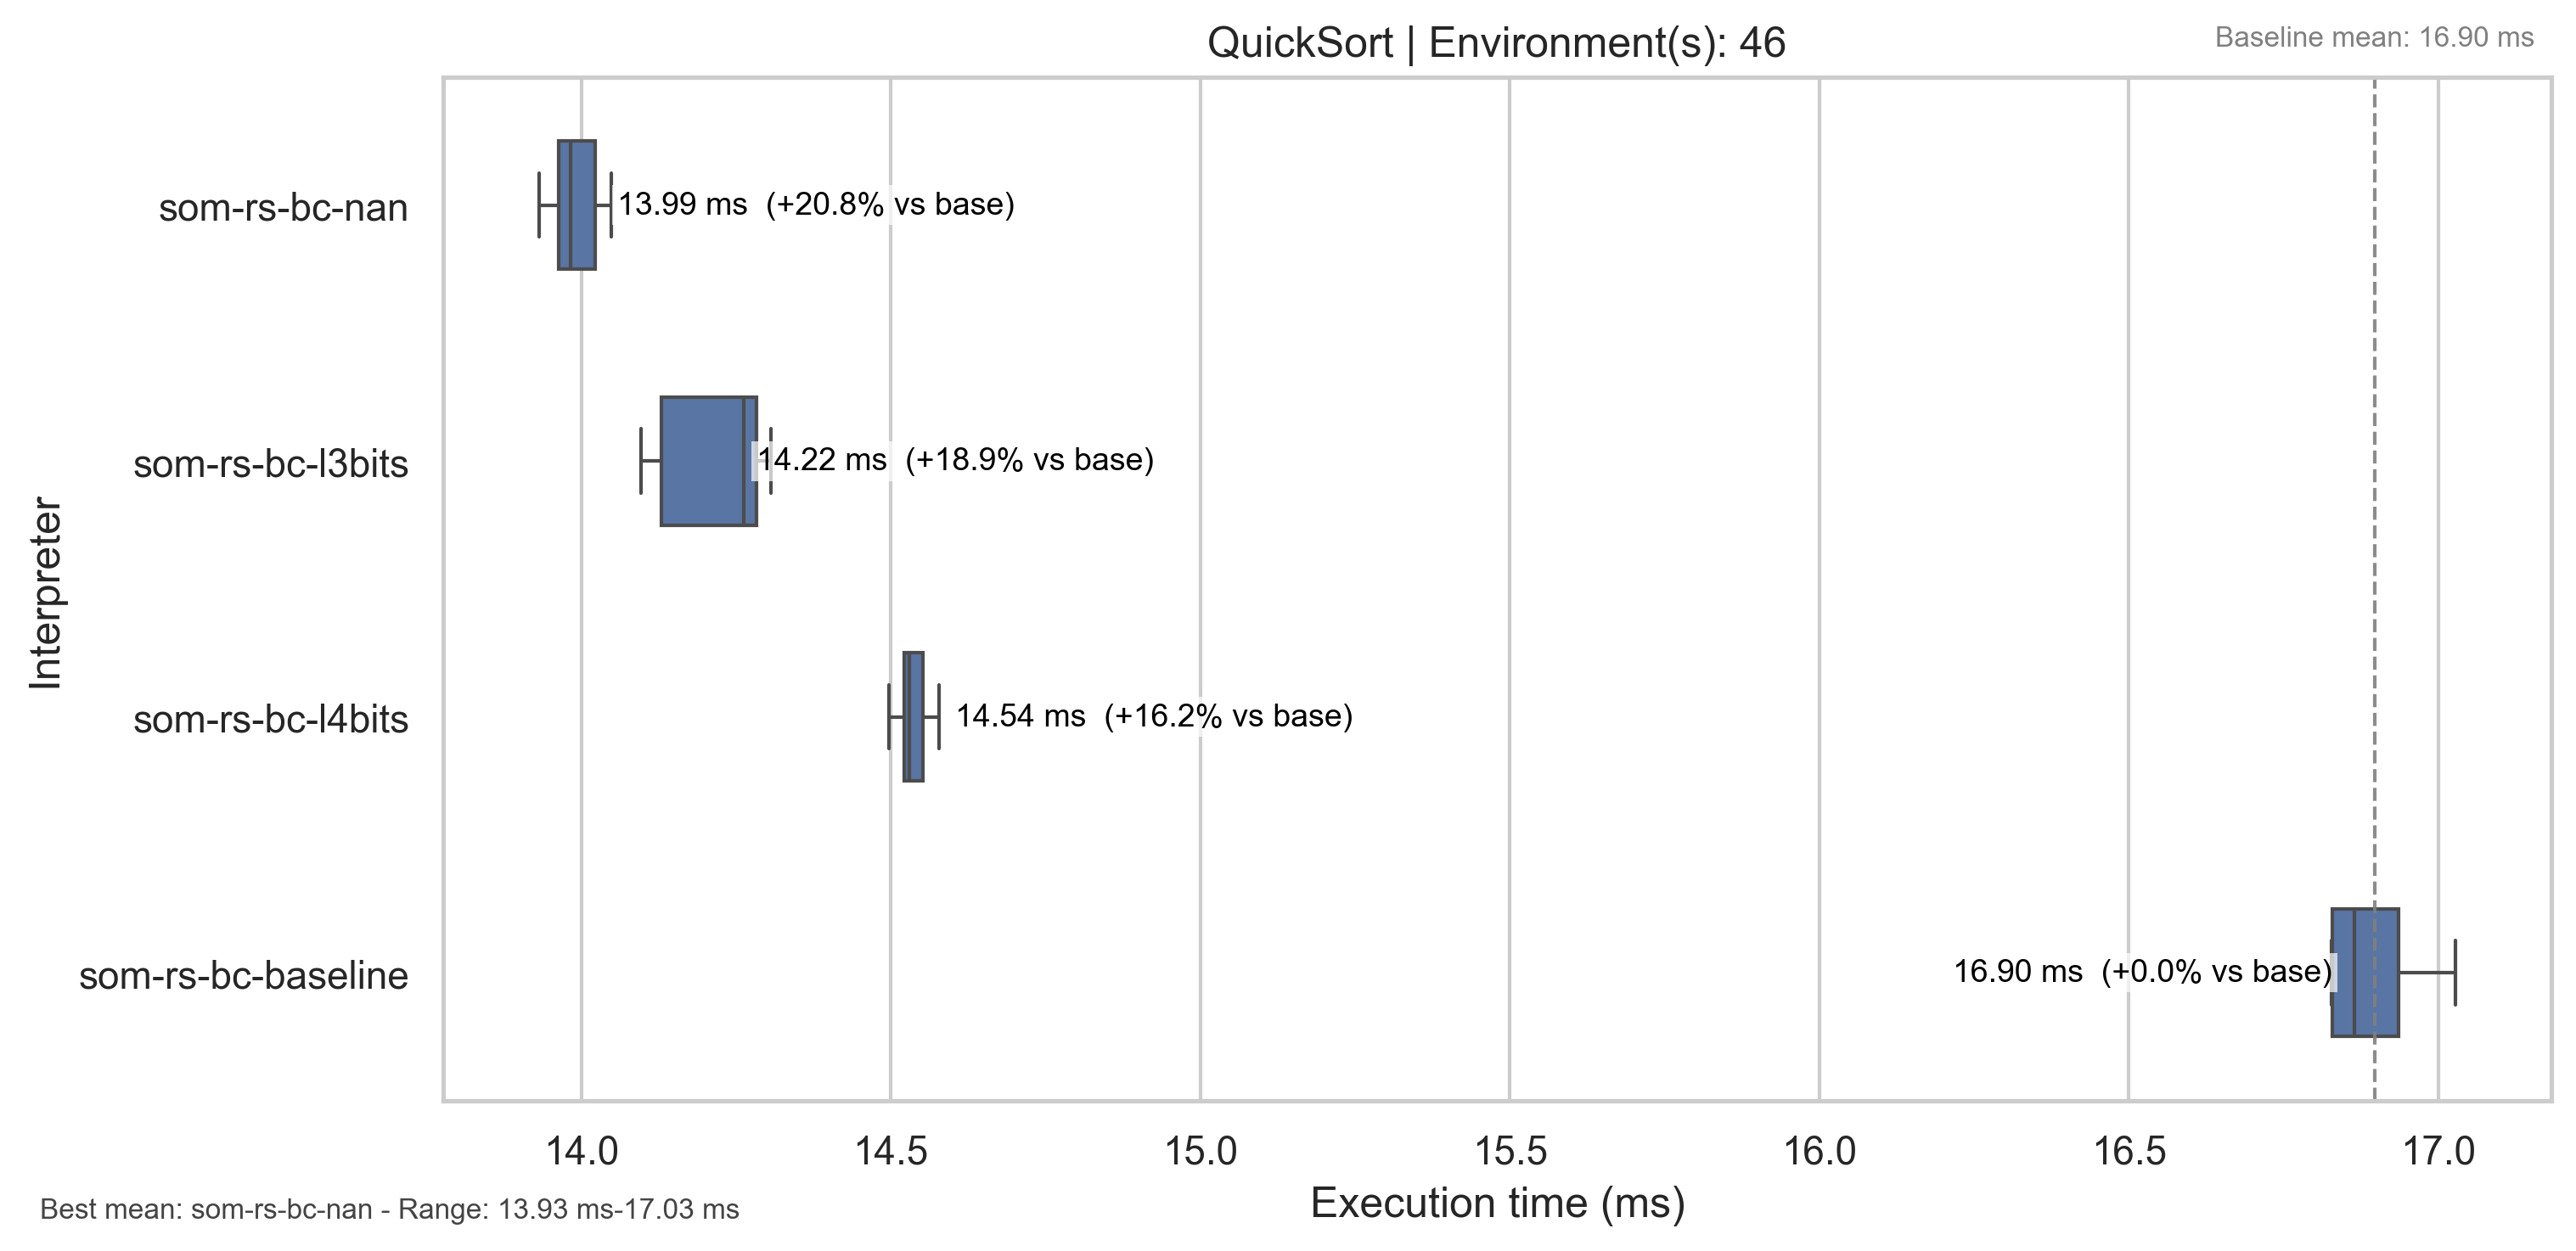 QuickSort | Environment(s): 46
Baseline mean: 16.90 ms
Interpreter
som-rs-bc-nan
13.99 ms (+20.8% vs base)
som-rs-bc-l3bits
14.22 ms (+18.9% vs base)
som-rs-bc-l4bits
14.54 ms (+16.2% vs base)
som-rs-bc-baseline
16.90 ms (+0.0% vs base)
14.0 14.5 15.0 15.5 16.0 16.5 17.0
Execution time (ms)
Best mean: som-rs-bc-nan - Range: 13.93 ms-17.03 ms